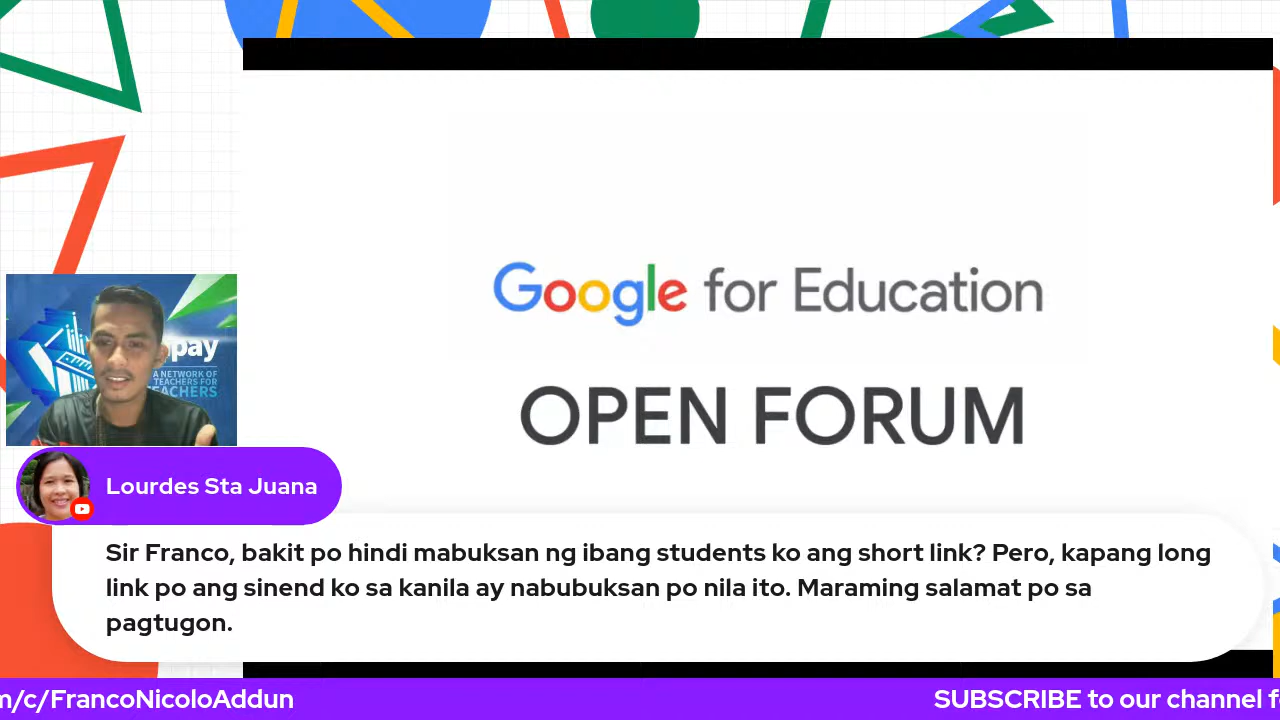 Google for Education
OPEN FORUM
pay
A NETWORK OF
TEACHERS FOR
TEACHERS
Lourdes Sta Juana
Sir Franco, bakit po hindi mabuksan ng ibang students ko ang short link? Pero, kapang long
link po ang sinend ko sa kanila ay nabubuksan po nila ito. Maraming salamat po sa
pagtugon.
m/c/FrancoNicoloAddun
SUBSCRIBE to our channel f